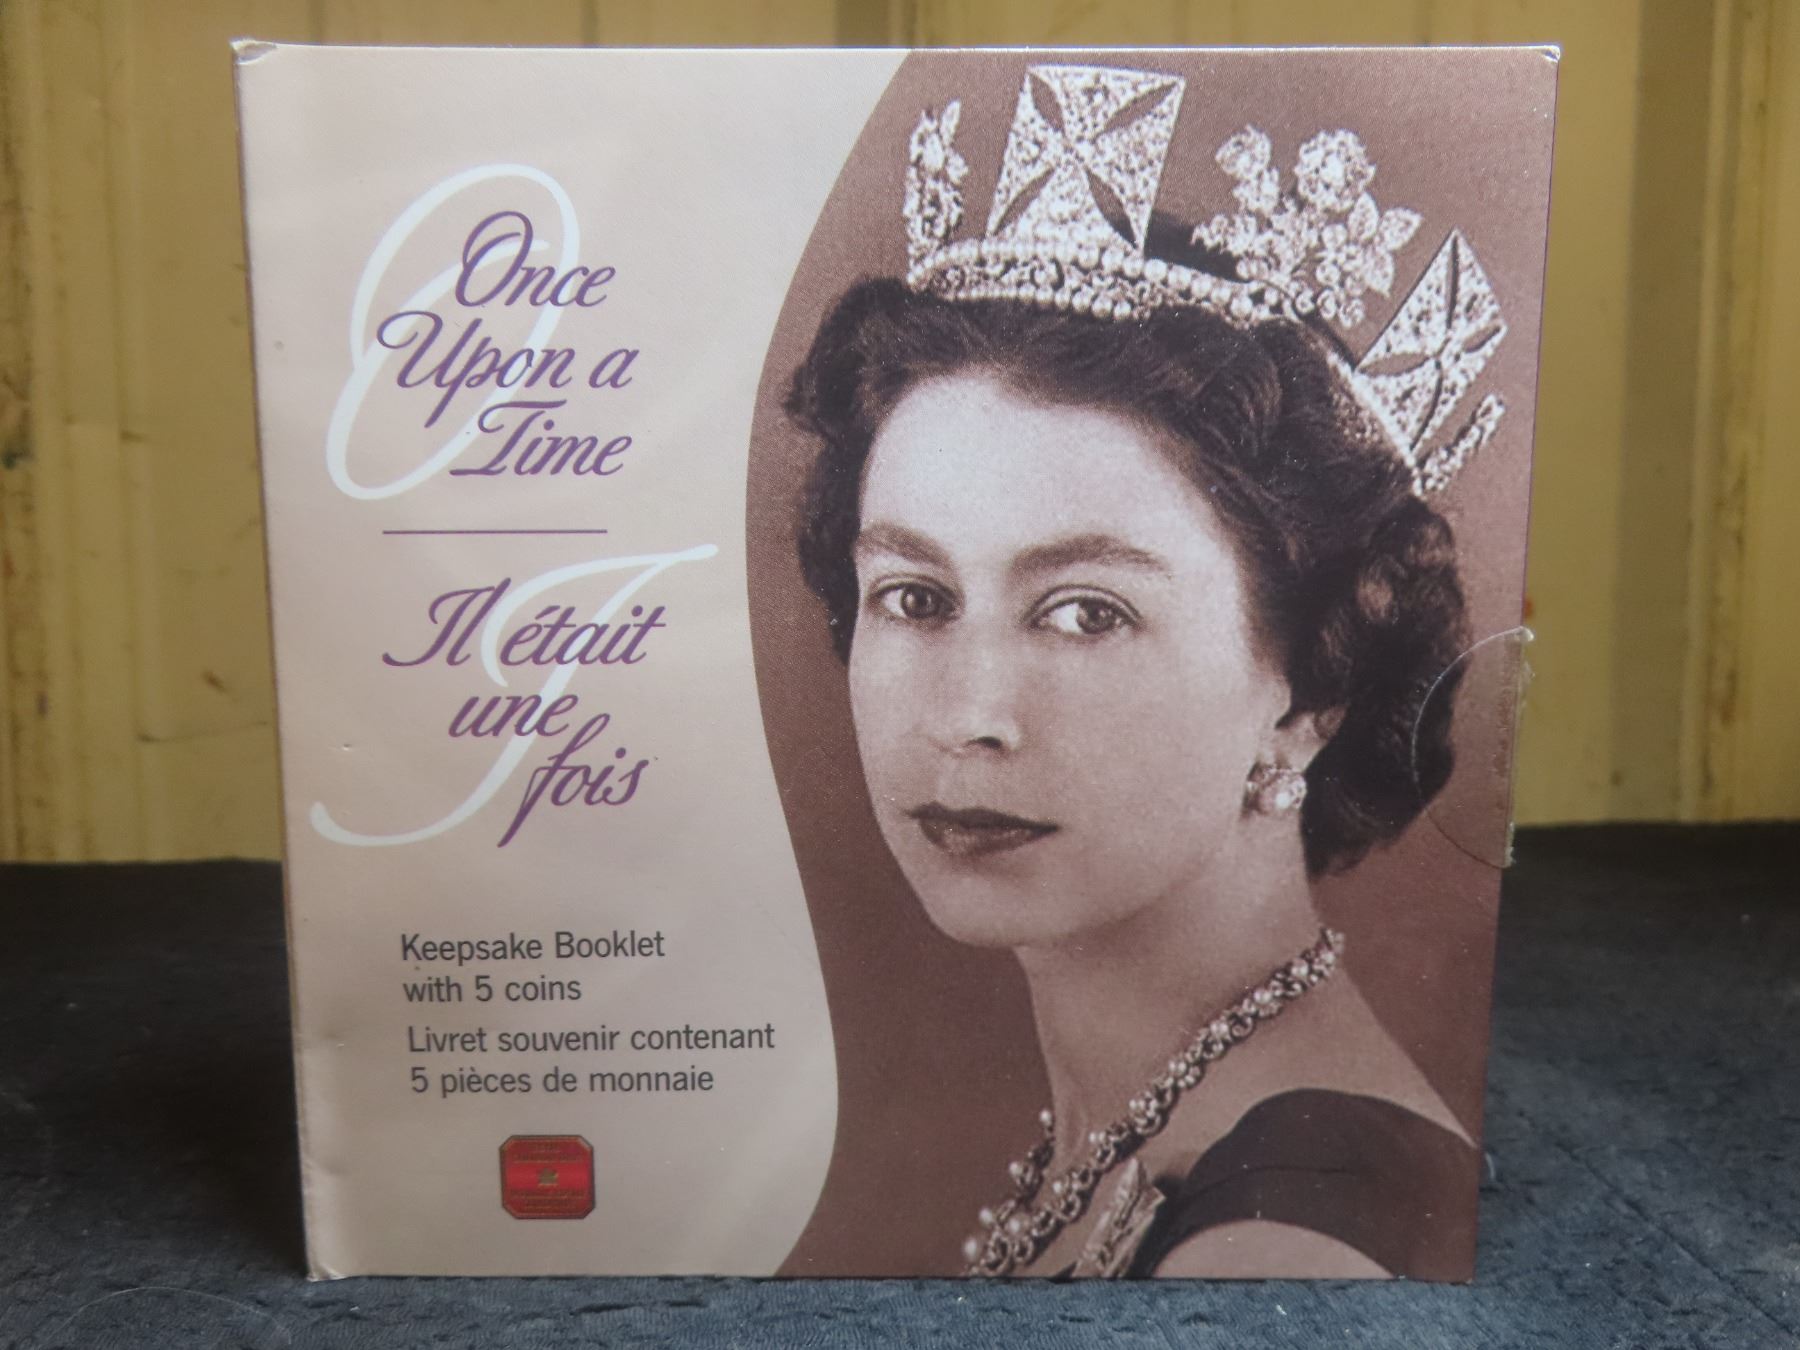 Once
Upon a
Time
Il était
une
fois
Keepsake Booklet
with 5 coins
Livret souvenir contenant
5 pièces de monnaie